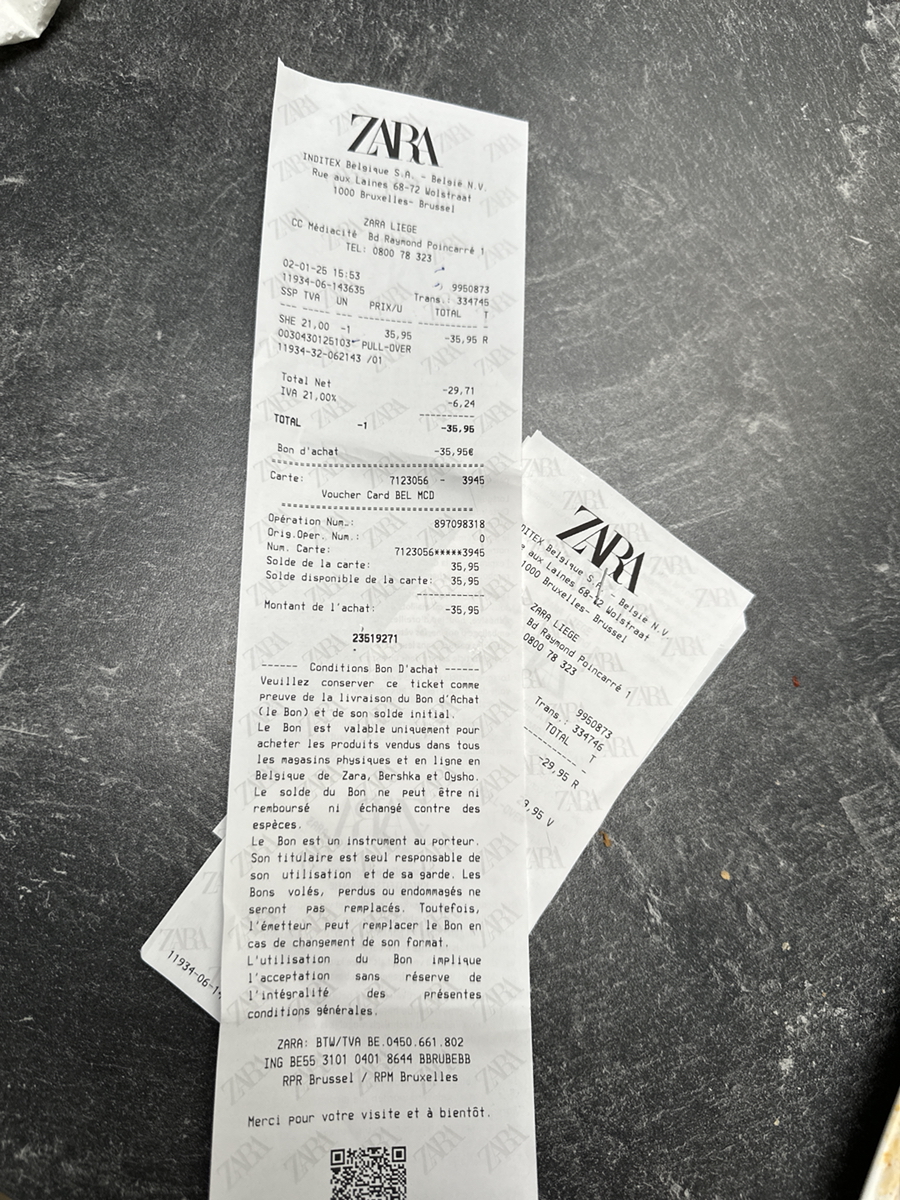 ZARA
INDITEX Belgique S.A. - België N.V.
Rue aux Laines 68-72 Wolstraat
1000 Bruxelles- Brussel
ZARA LIEGE
CC Médiacité Bd Raymond Poincarré 1
TEL: 0800 78 323
02-01-25 15:53 9950873
11934-06-143635 Trans.: 334745
SSP TVA UN PRIX/U TOTAL T
SHE 21,00 -1 35,95 -35,95 R
0030430125103 PULL-OVER
11934-32-062143 /01
Total Net -29,71
IVA 21,00% -6,24
TOTAL -1 -35,95
Bon d'achat -35,95€
Carte: 7123056 - 3945
Voucher Card BEL MCD
Opération Num.: 897098318
Orig.Oper. Num.: 0
Num. Carte: 7123056*****3945
Solde de la carte: 35,95
Solde disponible de la carte: 35,95
Montant de l'achat: -35,95
23519271
------ Conditions Bon D'achat ------
Veuillez conserver ce ticket comme
preuve de la livraison du Bon d'Achat
(le Bon) et de son solde initial.
Le Bon est valable uniquement pour
acheter les produits vendus dans tous
les magasins physiques et en ligne en
Belgique de Zara, Bershka et Oysho.
Le solde du Bon ne peut être ni
remboursé ni échangé contre des
espèces.
Le Bon est un instrument au porteur.
Son titulaire est seul responsable de
son utilisation et de sa garde. Les
Bons volés, perdus ou endommagés ne
seront pas remplacés. Toutefois,
l'émetteur peut remplacer le Bon en
cas de changement de son format.
L'utilisation du Bon implique
l'acceptation sans réserve de
l'intégralité des présentes
conditions générales.
ZARA: BTW/TVA BE.0450.661.802
ING BE55 3101 0401 8644 BBRUBEBB
RPR Brussel / RPM Bruxelles
Merci pour votre visite et à bientôt.
ZARA
DITEX Belgique S.A. - België N.V
aux Laines 68-72 Wolstraat
1000 Bruxelles- Brussel
ZARA LIEGE
Bd Raymond Poincarré 1
0800 78 323
9950873
Trans.: 334746
TOTAL T
-29,95 R
,95 V
11934-06-1